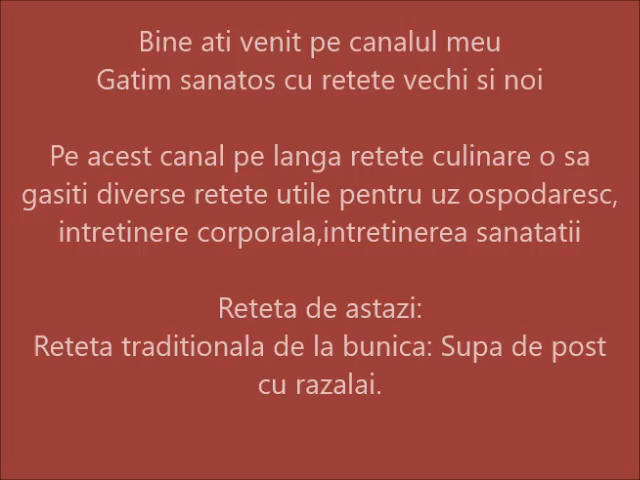 Bine ati venit pe canalul meu
Gatim sanatos cu retete vechi si noi
Pe acest canal pe langa retete culinare o sa
gasiti diverse retete utile pentru uz ospodaresc,
intretinere corporala,intretinerea sanatatii
Reteta de astazi:
Reteta traditionala de la bunica: Supa de post
cu razalai.